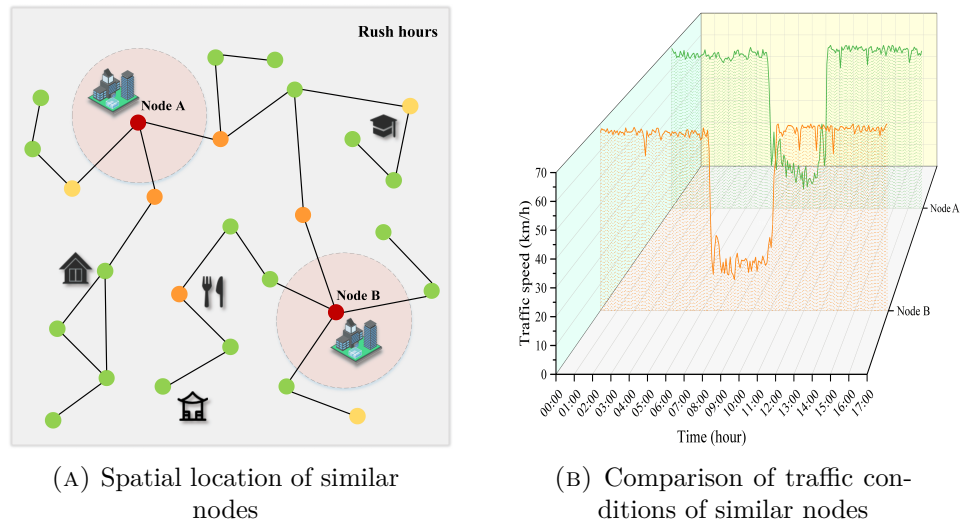 Rush hours
Node A
Node B
Traffic speed (km/h)
70
60
50
40
30
20
10
0
Node A
Node B
00:00
01:00
02:00
03:00
04:00
05:00
06:00
07:00
08:00
09:00
10:00
11:00
12:00
13:00
14:00
15:00
16:00
17:00
Time (hour)
(A) Spatial location of similar
nodes
(B) Comparison of traffic con-
ditions of similar nodes